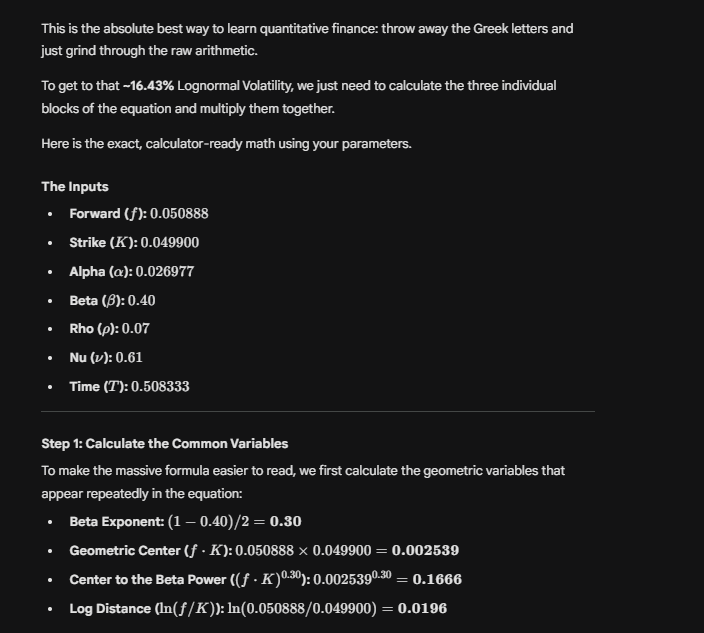 This is the absolute best way to learn quantitative finance: throw away the Greek letters and
just grind through the raw arithmetic.
To get to that ~16.43% Lognormal Volatility, we just need to calculate the three individual
blocks of the equation and multiply them together.
Here is the exact, calculator-ready math using your parameters.
The Inputs
• Forward (f): 0.050888
• Strike (K): 0.049900
• Alpha (α): 0.026977
• Beta (β): 0.40
• Rho (ρ): 0.07
• Nu (ν): 0.61
• Time (T): 0.508333
Step 1: Calculate the Common Variables
To make the massive formula easier to read, we first calculate the geometric variables that
appear repeatedly in the equation:
• Beta Exponent: (1 − 0.40)/2 = 0.30
• Geometric Center (f · K): 0.050888 × 0.049900 = 0.002539
• Center to the Beta Power ((f · K)^0.30): 0.002539^0.30 = 0.1666
• Log Distance (ln(f/K)): ln(0.050888/0.049900) = 0.0196